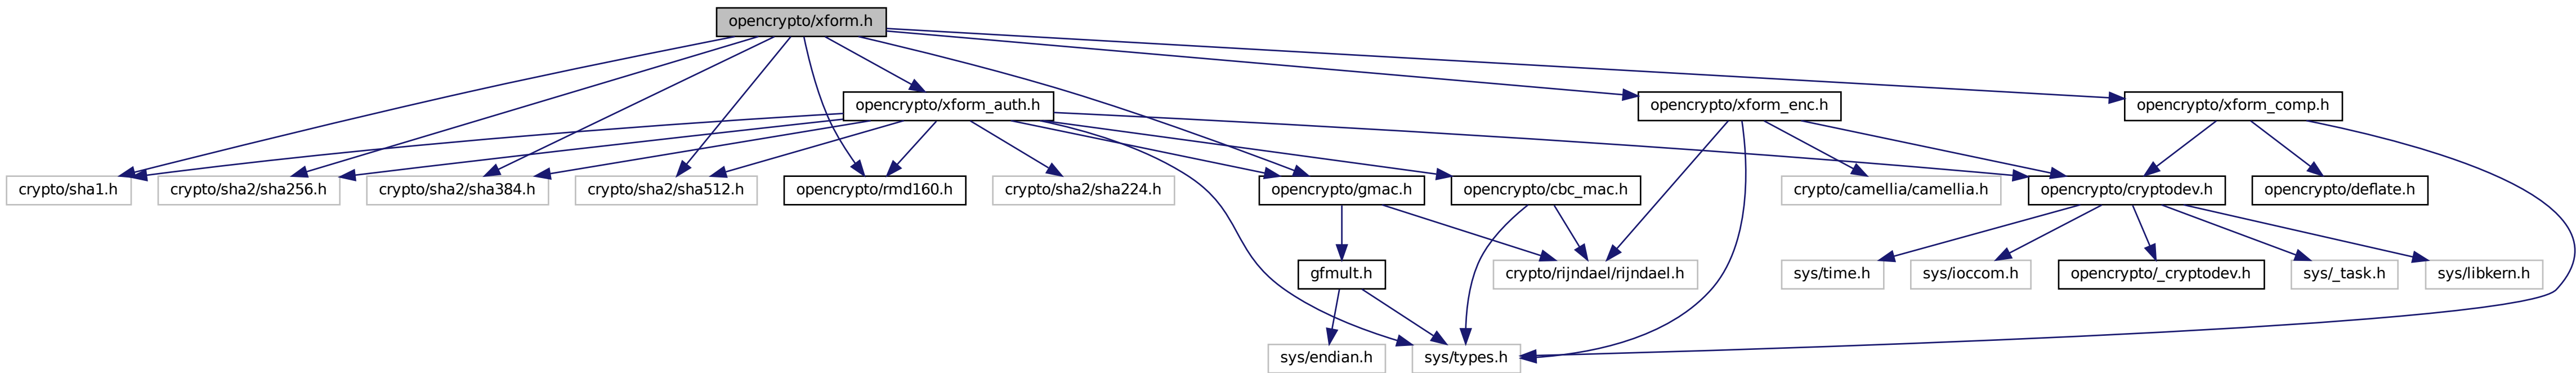 opencrypto/xform.h
opencrypto/xform_auth.h
opencrypto/xform_enc.h
opencrypto/xform_comp.h
crypto/sha1.h
crypto/sha2/sha256.h
crypto/sha2/sha384.h
crypto/sha2/sha512.h
opencrypto/rmd160.h
crypto/sha2/sha224.h
opencrypto/gmac.h
opencrypto/cbc_mac.h
crypto/camellia/camellia.h
opencrypto/cryptodev.h
opencrypto/deflate.h
gfmult.h
crypto/rijndael/rijndael.h
sys/time.h
sys/ioccom.h
opencrypto/_cryptodev.h
sys/_task.h
sys/libkern.h
sys/endian.h
sys/types.h